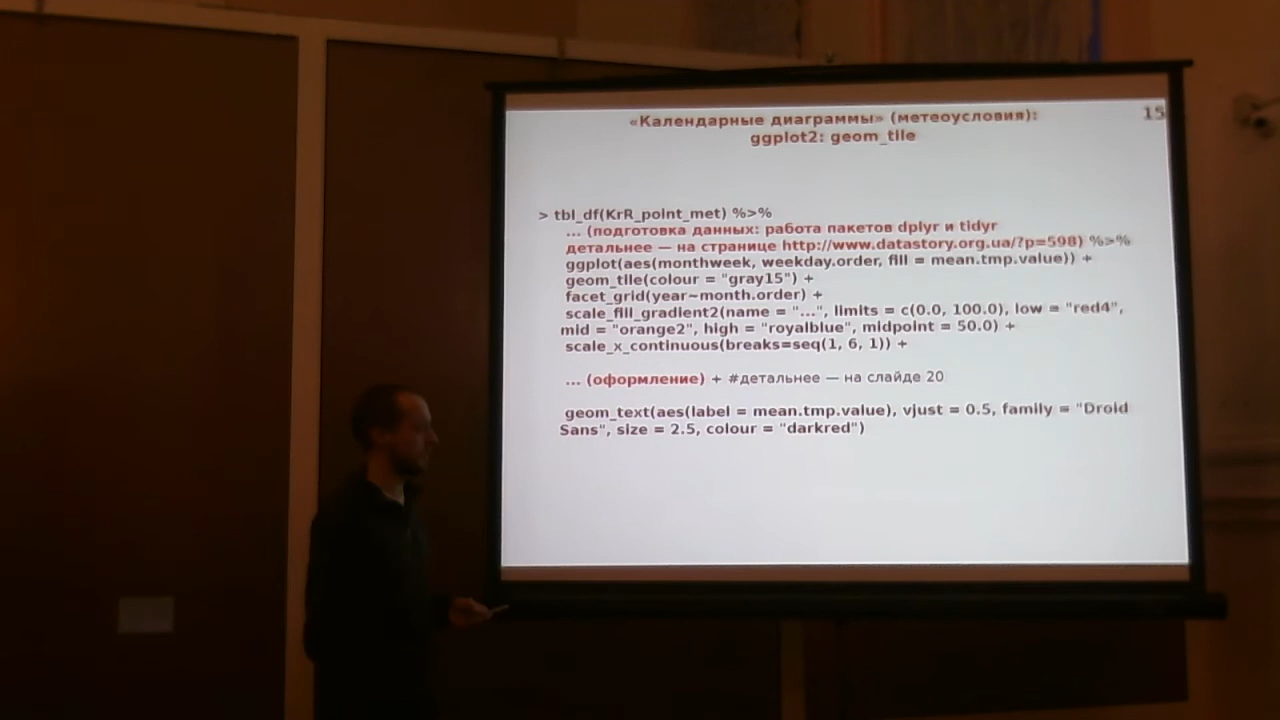 «Календарные диаграммы» (метеоусловия):
15
ggplot2: geom_tile
> tbl_df(KrR_point_met) %>%
... (подготовка данных: работа пакетов dplyr и tidyr
детальнее — на странице http://www.datastory.org.ua/?p=598) %>%
ggplot(aes(monthweek, weekday.order, fill = mean.tmp.value)) +
geom_tile(colour = "gray15") +
facet_grid(year~month.order) +
scale_fill_gradient2(name = "...", limits = c(0.0, 100.0), low = "red4",
mid = "orange2", high = "royalblue", midpoint = 50.0) +
scale_x_continuous(breaks=seq(1, 6, 1)) +
... (оформление) + #детальнее — на слайде 20
geom_text(aes(label = mean.tmp.value), vjust = 0.5, family = "Droid
Sans", size = 2.5, colour = "darkred")